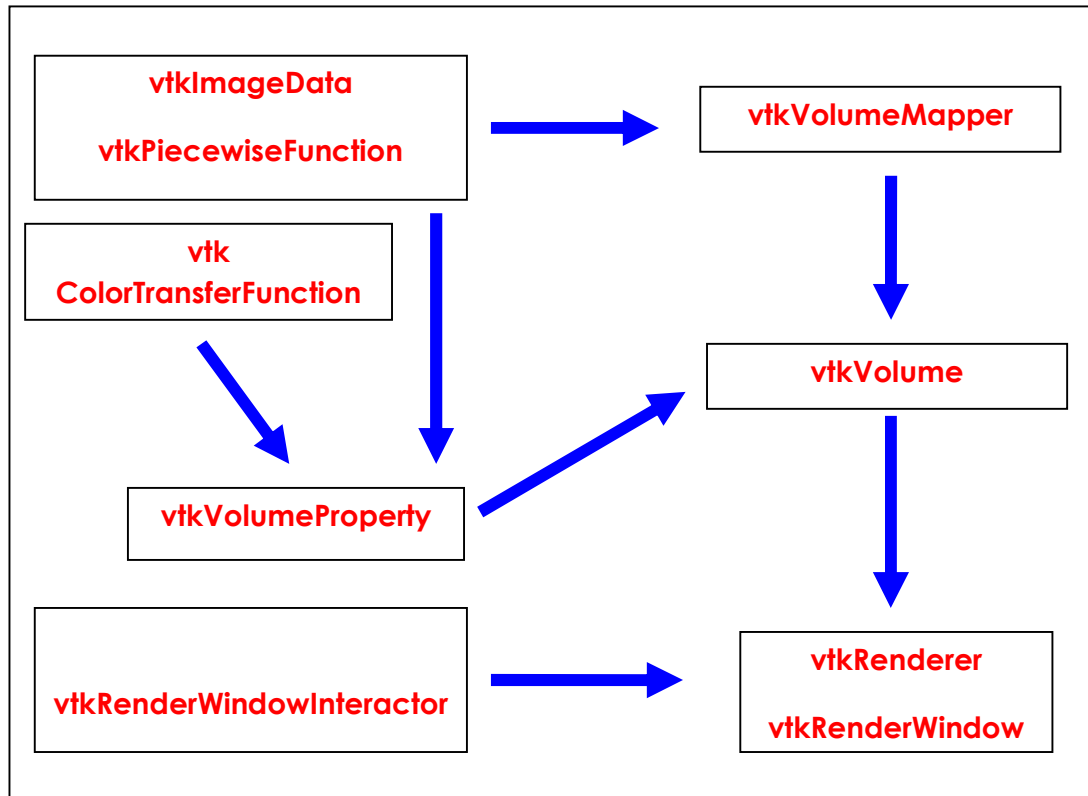 vtkImageData
vtkPiecewiseFunction
vtkVolumeMapper
vtk
ColorTransferFunction
vtkVolume
vtkVolumeProperty
vtkRenderWindowInteractor
vtkRenderer
vtkRenderWindow